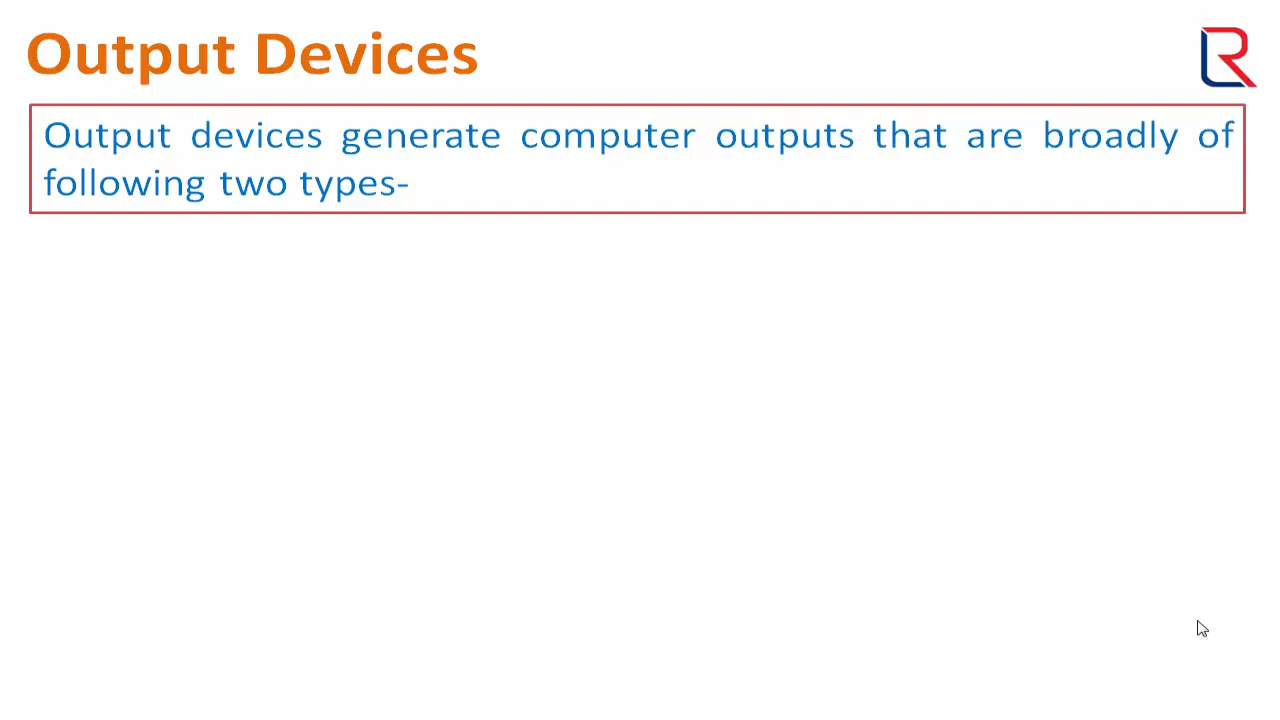 Output Devices
Output devices generate computer outputs that are broadly of
following two types-